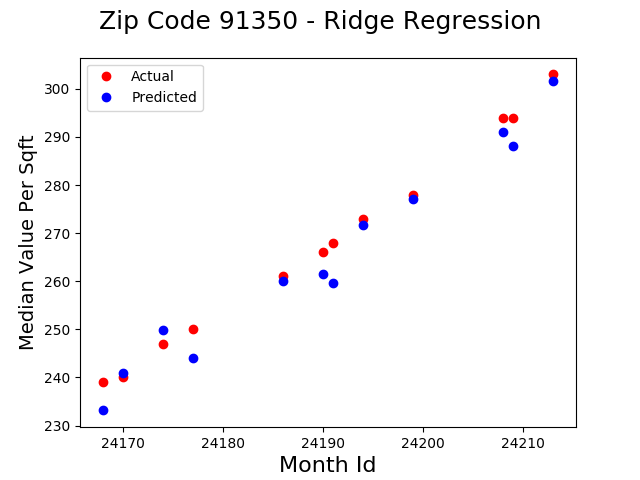 Zip Code 91350 - Ridge Regression
Actual
Predicted
Median Value Per Sqft
300
290
280
270
260
250
240
230
24170 24180 24190 24200 24210
Month Id